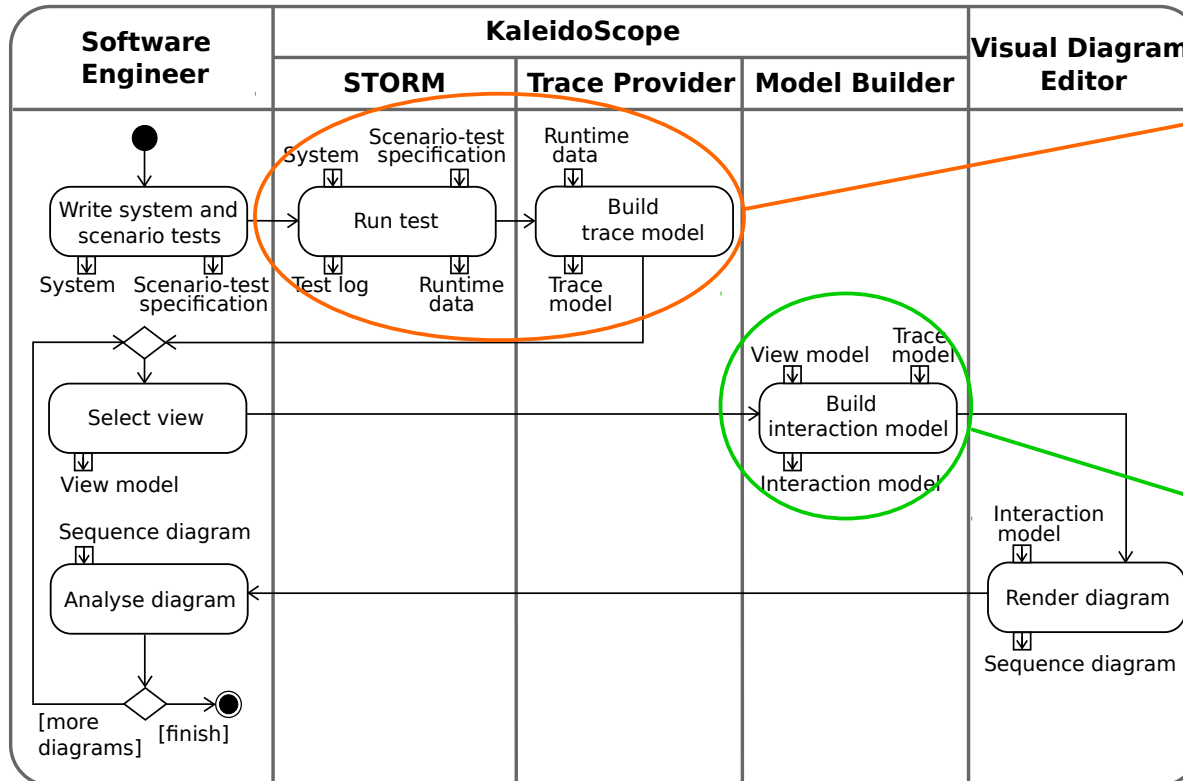 Software
Engineer
KaleidoScope
STORM
Trace Provider
Model Builder
Visual Diagram
Editor
System
Scenario-test
specification
Runtime
data
Write system and
scenario tests
Run test
Build
trace model
System
Scenario-test
specification
Test log
Runtime
data
Trace
model
View model
Trace
model
Select view
Build
interaction model
View model
Interaction model
Sequence diagram
Interaction
model
Analyse diagram
Render diagram
Sequence diagram
[more
diagrams]
[finish]